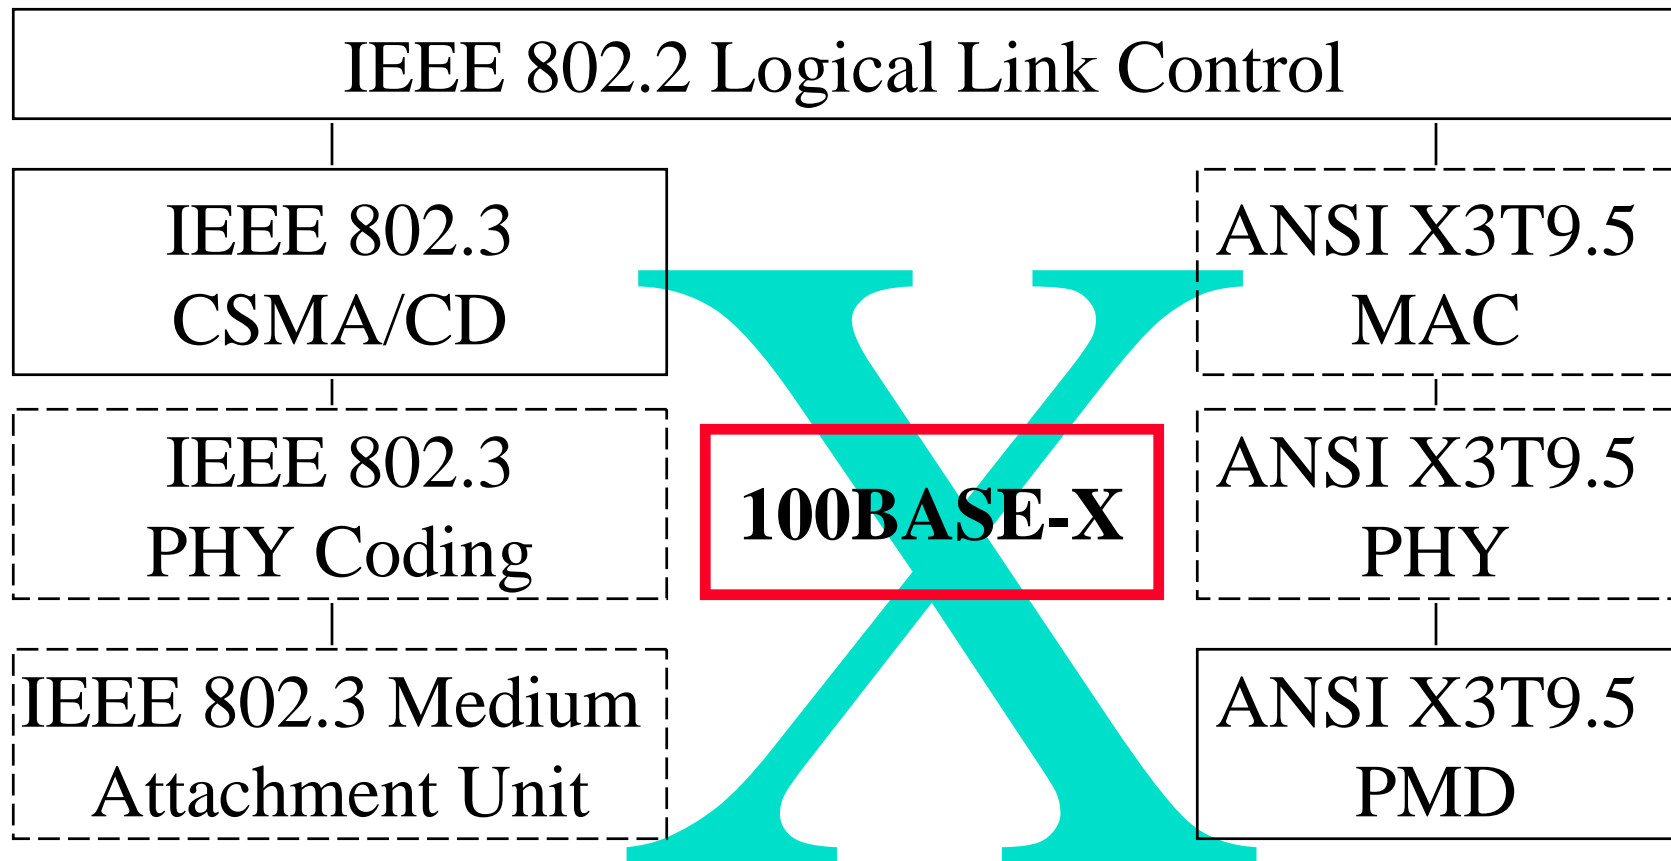 IEEE 802.2 Logical Link Control
IEEE 802.3
CSMA/CD
ANSI X3T9.5
MAC
IEEE 802.3
PHY Coding
100BASE-X
ANSI X3T9.5
PHY
IEEE 802.3 Medium
Attachment Unit
ANSI X3T9.5
PMD
X